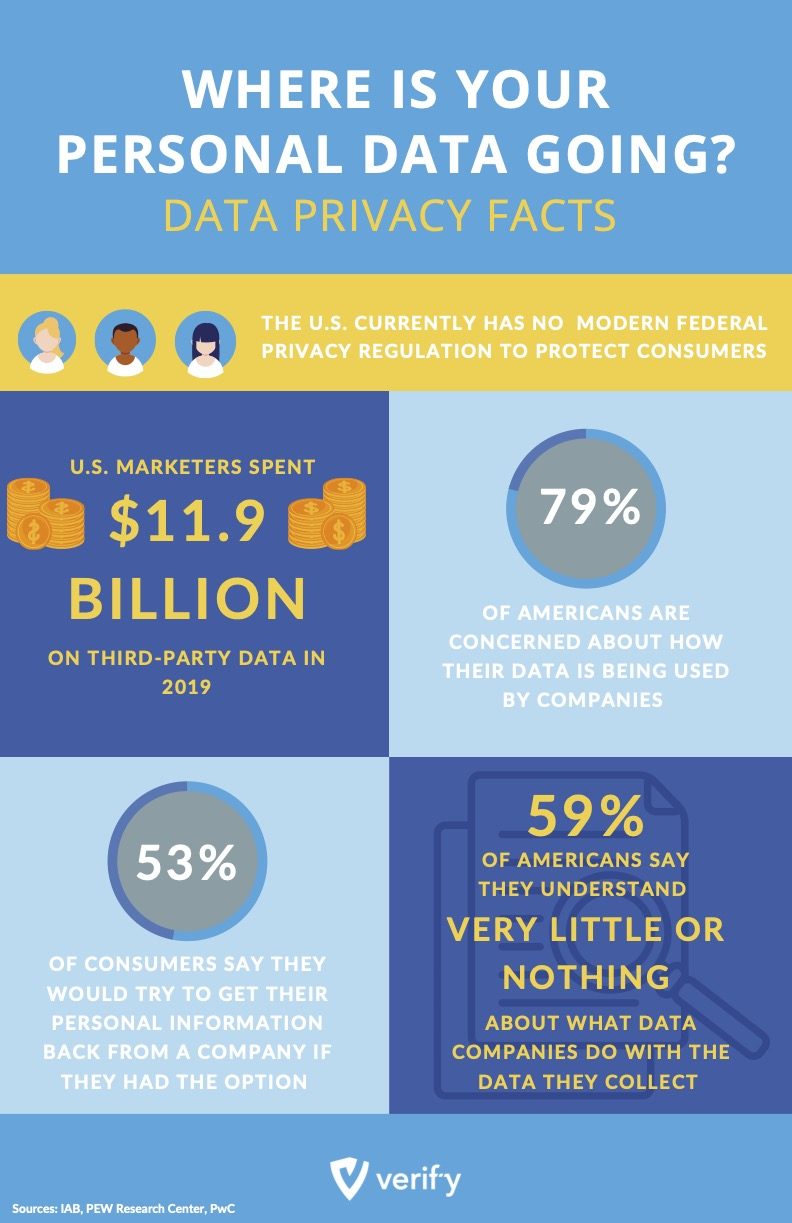 WHERE IS YOUR
PERSONAL DATA GOING?
DATA PRIVACY FACTS
THE U.S. CURRENTLY HAS NO MODERN FEDERAL
PRIVACY REGULATION TO PROTECT CONSUMERS
U.S. MARKETERS SPENT
$11.9
BILLION
ON THIRD-PARTY DATA IN
2019
79%
OF AMERICANS ARE
CONCERNED ABOUT HOW
THEIR DATA IS BEING USED
BY COMPANIES
53%
OF CONSUMERS SAY THEY
WOULD TRY TO GET THEIR
PERSONAL INFORMATION
BACK FROM A COMPANY IF
THEY HAD THE OPTION
59%
OF AMERICANS SAY
THEY UNDERSTAND
VERY LITTLE OR
NOTHING
ABOUT WHAT DATA
COMPANIES DO WITH THE
DATA THEY COLLECT
verify
Sources: IAB, PEW Research Center, PwC